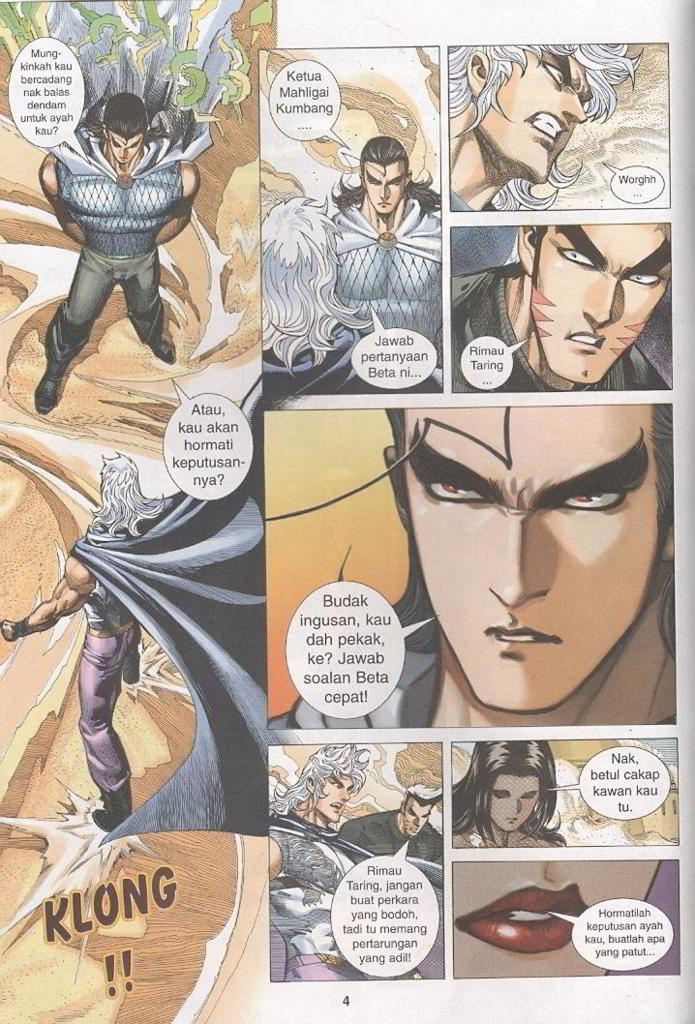 Mung-
kinkah kau
bercadang
nak balas
dendam
untuk ayah
kau?
Atau,
kau akan
hormati
keputusan-
nya?
KLONG
!!
Ketua
Mahligai
Kumbang
....
Jawab
pertanyaan
Beta ni...
Worghh
...
Rimau
Taring
...
Budak
ingusan, kau
dah pekak,
ke? Jawab
soalan Beta
cepat!
Rimau
Taring, jangan
buat perkara
yang bodoh,
tadi tu memang
pertarungan
yang adil!
Nak,
betul cakap
kawan kau
tu.
Hormatilah
keputusan ayah
kau, buatlah apa
yang patut...
4